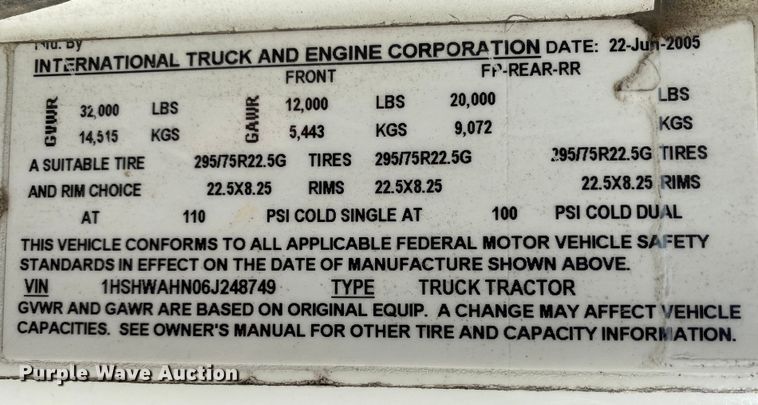 Mfd. By
INTERNATIONAL TRUCK AND ENGINE CORPORATION DATE: 22-Jun-2005
FRONT FP-REAR-RR
GVWR 32,000 LBS GAWR 12,000 LBS 20,000 LBS
14,515 KGS 5,443 KGS 9,072 KGS
A SUITABLE TIRE 295/75R22.5G TIRES 295/75R22.5G 295/75R22.5G TIRES
AND RIM CHOICE 22.5X8.25 RIMS 22.5X8.25 22.5X8.25 RIMS
AT 110 PSI COLD SINGLE AT 100 PSI COLD DUAL
THIS VEHICLE CONFORMS TO ALL APPLICABLE FEDERAL MOTOR VEHICLE SAFETY
STANDARDS IN EFFECT ON THE DATE OF MANUFACTURE SHOWN ABOVE.
VIN 1HSHWAHN06J248749 TYPE TRUCK TRACTOR
GVWR AND GAWR ARE BASED ON ORIGINAL EQUIP. A CHANGE MAY AFFECT VEHICLE
CAPACITIES. SEE OWNER'S MANUAL FOR OTHER TIRE AND CAPACITY INFORMATION.
Purple Wave Auction